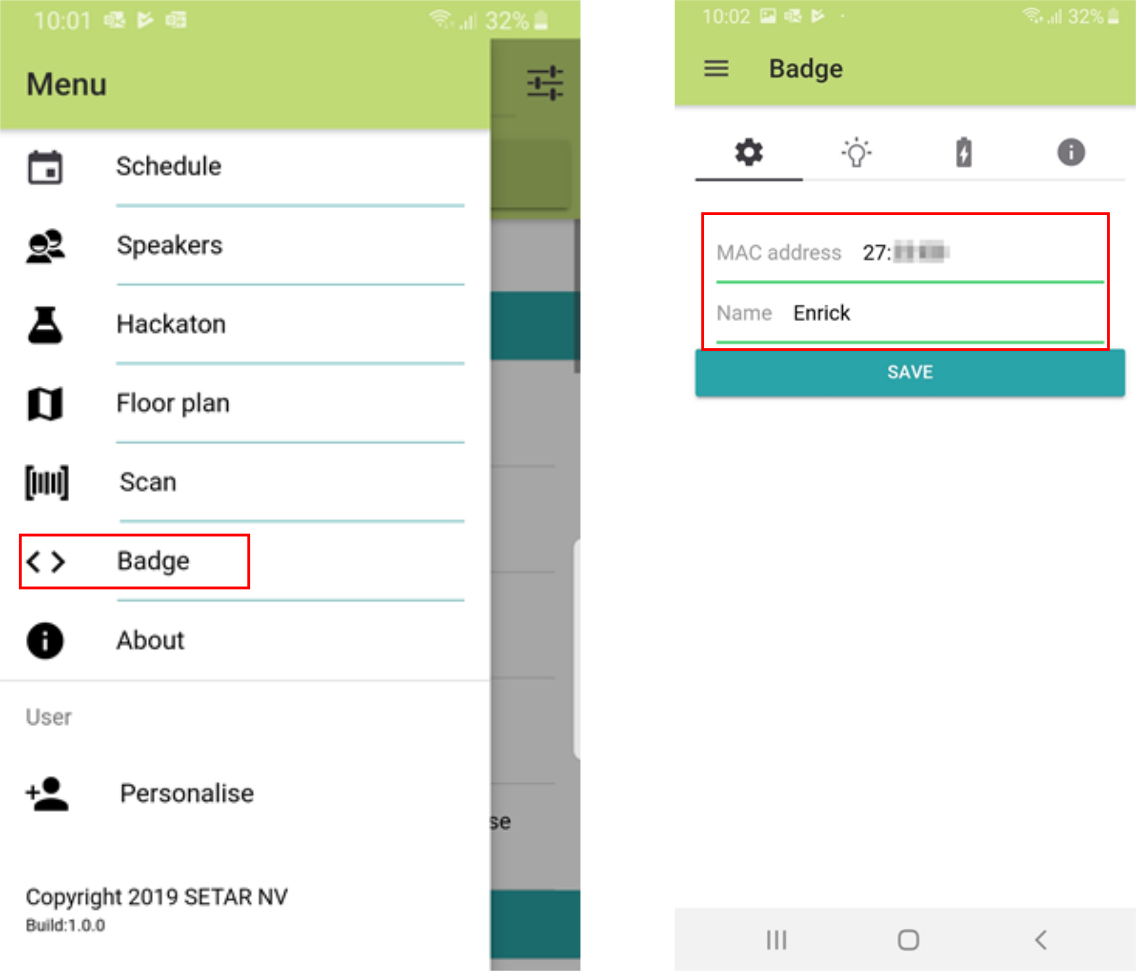 10:01
32%
Menu
Schedule
Speakers
Hackaton
Floor plan
Scan
Badge
About
User
Personalise
Copyright 2019 SETAR NV
Build:1.0.0
se
10:02
32%
Badge
MAC address 27:
Name Enrick
SAVE